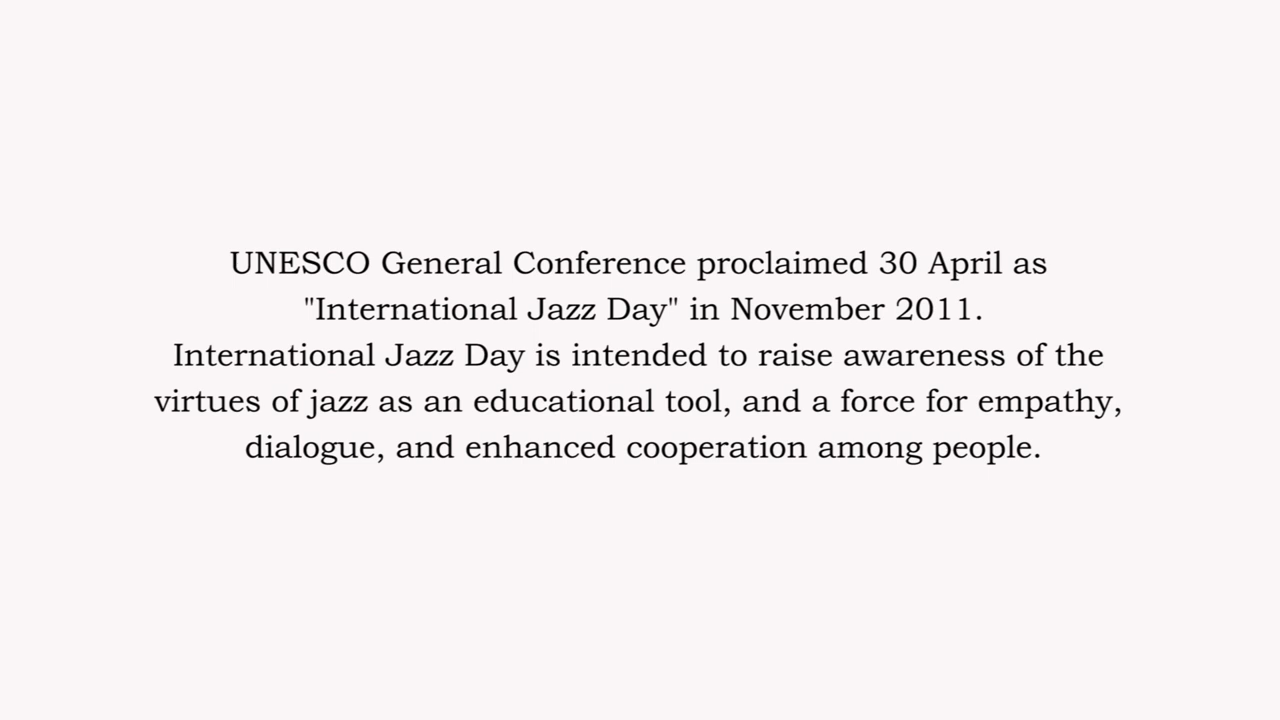 UNESCO General Conference proclaimed 30 April as
"International Jazz Day" in November 2011.
International Jazz Day is intended to raise awareness of the
virtues of jazz as an educational tool, and a force for empathy,
dialogue, and enhanced cooperation among people.